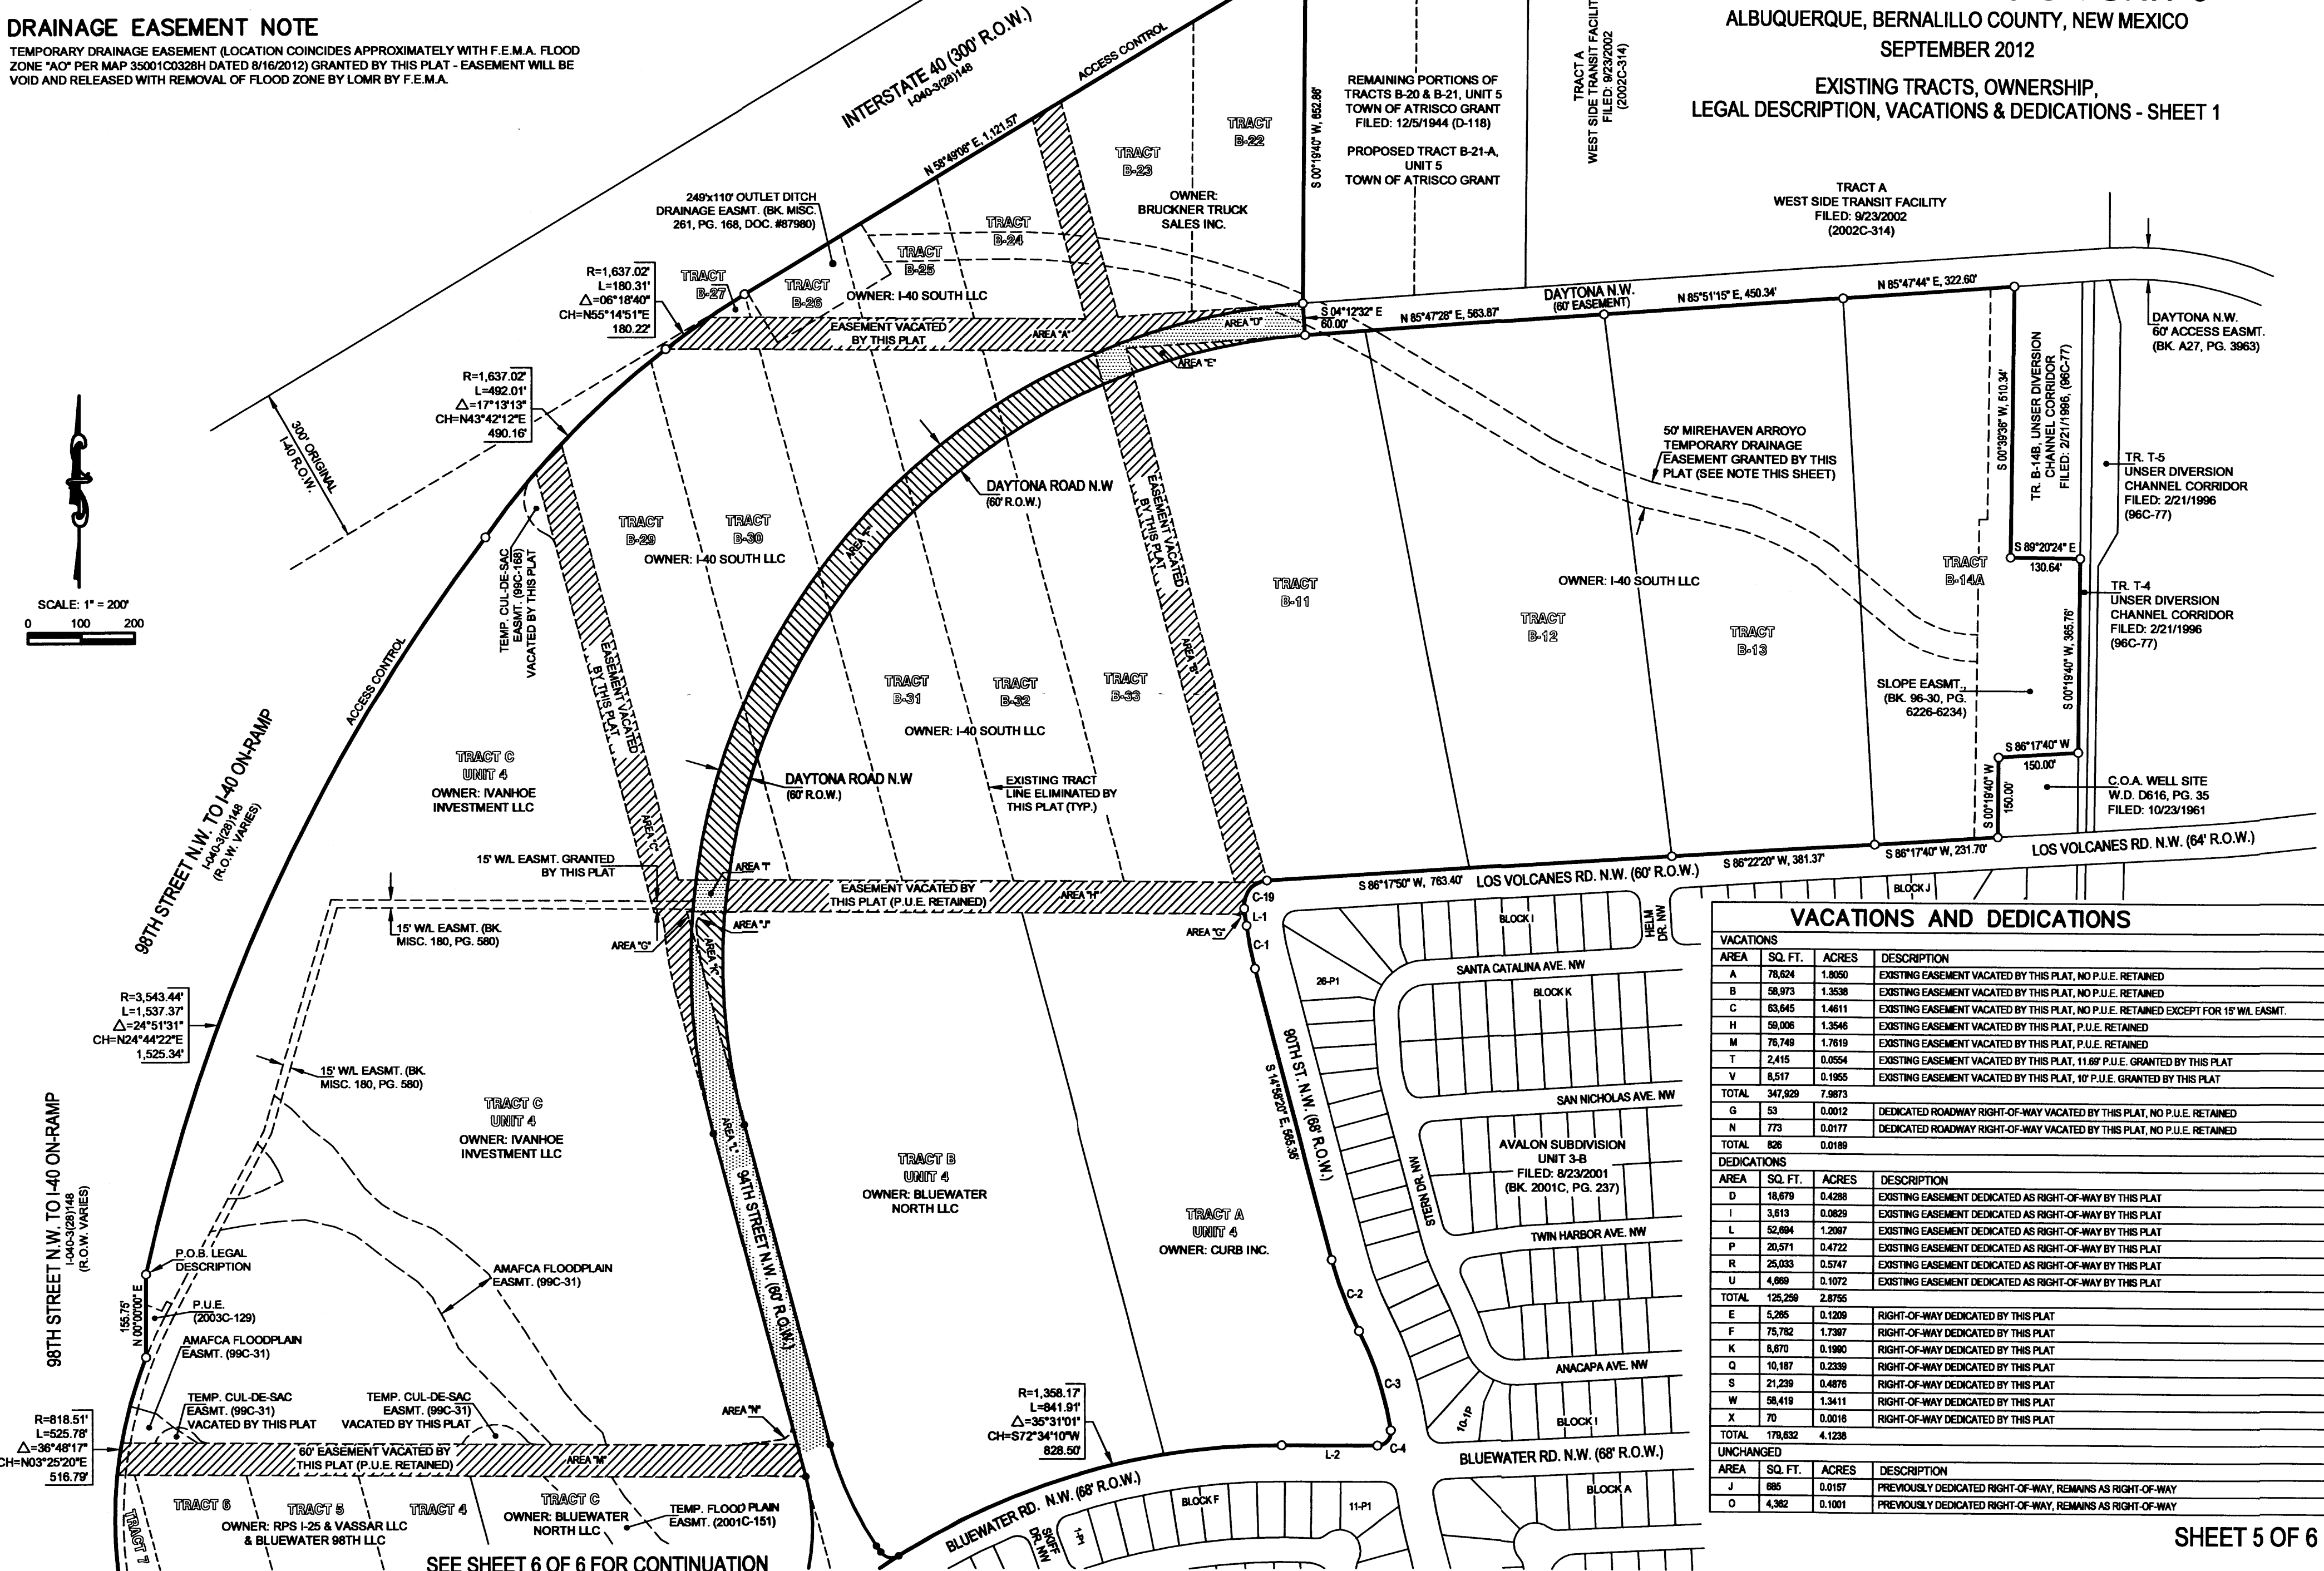 DRAINAGE EASEMENT NOTE
TEMPORARY DRAINAGE EASEMENT (LOCATION COINCIDES APPROXIMATELY WITH F.E.M.A. FLOOD
ZONE "AO" PER MAP 35001C0328H DATED 8/16/2012) GRANTED BY THIS PLAT - EASEMENT WILL BE
VOID AND RELEASED WITH REMOVAL OF FLOOD ZONE BY LOMR BY F.E.M.A.
ALBUQUERQUE, BERNALILLO COUNTY, NEW MEXICO
SEPTEMBER 2012
EXISTING TRACTS, OWNERSHIP,
LEGAL DESCRIPTION, VACATIONS & DEDICATIONS - SHEET 1
INTERSTATE 40 (300' R.O.W.)
I-040-3(28)148
ACCESS CONTROL
N 58°49'06" E, 1,121.57'
S 00°19'40" W, 652.86'
REMAINING PORTIONS OF
TRACTS B-20 & B-21, UNIT 5
TOWN OF ATRISCO GRANT
FILED: 12/5/1944 (D-118)
PROPOSED TRACT B-21-A,
UNIT 5
TOWN OF ATRISCO GRANT
TRACT A
WEST SIDE TRANSIT FACILITY
FILED: 9/23/2002
(2002C-314)
TRACT A
WEST SIDE TRANSIT FACILITY
FILED: 9/23/2002
(2002C-314)
TRACT
B-22
TRACT
B-23
OWNER:
BRUCKNER TRUCK
SALES INC.
249'x110' OUTLET DITCH
DRAINAGE EASMT. (BK. MISC.
261, PG. 168, DOC. #87980)
TRACT
B-24
TRACT
B-25
TRACT
B-26
TRACT
B-27
OWNER: I-40 SOUTH LLC
R=1,637.02'
L=180.31'
△=06°18'40"
CH=N55°14'51"E
180.22'
EASEMENT VACATED
BY THIS PLAT
AREA "A"
AREA "D"
AREA "E"
S 04°12'32" E
60.00'
N 85°47'28" E, 563.87'
DAYTONA N.W.
(60' EASEMENT)
N 85°51'15" E, 450.34'
N 85°47'44" E, 322.60'
DAYTONA N.W.
60' ACCESS EASMT.
(BK. A27, PG. 3963)
R=1,637.02'
L=492.01'
△=17°13'13"
CH=N43°42'12"E
490.16'
300' ORIGINAL
I-40 R.O.W.
SCALE: 1" = 200'
0 100 200
TEMP. CUL-DE-SAC
EASMT. (99C-168)
VACATED BY THIS PLAT
TRACT
B-29
TRACT
B-30
OWNER: I-40 SOUTH LLC
AREA "F"
DAYTONA ROAD N.W
(60' R.O.W.)
EASEMENT VACATED
BY THIS PLAT
AREA "B"
50' MIREHAVEN ARROYO
TEMPORARY DRAINAGE
EASEMENT GRANTED BY THIS
PLAT (SEE NOTE THIS SHEET)
S 00°39'36" W, 510.34'
TR. B-14B, UNSER DIVERSION
CHANNEL CORRIDOR
FILED: 2/21/1996, (96C-77)
TR. T-5
UNSER DIVERSION
CHANNEL CORRIDOR
FILED: 2/21/1996
(96C-77)
S 89°20'24" E
130.64'
TR. T-4
UNSER DIVERSION
CHANNEL CORRIDOR
FILED: 2/21/1996
(96C-77)
S 00°19'40" W, 365.76'
TRACT
B-11
OWNER: I-40 SOUTH LLC
TRACT
B-12
TRACT
B-13
TRACT
B-14A
SLOPE EASMT.,
(BK. 96-30, PG.
6226-6234)
S 86°17'40" W
150.00'
S 00°19'40" W
150.00'
C.O.A. WELL SITE
W.D. D616, PG. 35
FILED: 10/23/1961
ACCESS CONTROL
EASEMENT VACATED
BY THIS PLAT
AREA "C"
TRACT
B-31
TRACT
B-32
TRACT
B-33
OWNER: I-40 SOUTH LLC
DAYTONA ROAD N.W
(60' R.O.W.)
EXISTING TRACT
LINE ELIMINATED BY
THIS PLAT (TYP.)
TRACT C
UNIT 4
OWNER: IVANHOE
INVESTMENT LLC
98TH STREET N.W. TO I-40 ON-RAMP
I-040-3(28)148
(R.O.W. VARIES)
15' W/L EASMT. GRANTED
BY THIS PLAT
AREA "I"
EASEMENT VACATED BY
THIS PLAT (P.U.E. RETAINED)
AREA "H"
AREA "J"
AREA "G"
AREA "K"
AREA "G"
C-19
L-1
C-1
S 86°17'50" W, 763.40'
LOS VOLCANES RD. N.W. (60' R.O.W.)
S 86°22'20" W, 381.37'
S 86°17'40" W, 231.70'
LOS VOLCANES RD. N.W. (64' R.O.W.)
15' W/L EASMT. (BK.
MISC. 180, PG. 580)
R=3,543.44'
L=1,537.37'
△=24°51'31"
CH=N24°44'22"E
1,525.34'
15' W/L EASMT. (BK.
MISC. 180, PG. 580)
TRACT C
UNIT 4
OWNER: IVANHOE
INVESTMENT LLC
AREA "L"
94TH STREET N.W. (60' R.O.W.)
TRACT B
UNIT 4
OWNER: BLUEWATER
NORTH LLC
TRACT A
UNIT 4
OWNER: CURB INC.
S 14°58'20" E, 565.36'
90TH ST. N.W. (68' R.O.W.)
BLOCK I
HELM
DR. NW
BLOCK J
SANTA CATALINA AVE. NW
26-P1
BLOCK K
SAN NICHOLAS AVE. NW
AVALON SUBDIVISION
UNIT 3-B
FILED: 8/23/2001
(BK. 2001C, PG. 237)
STERN DR. NW
TWIN HARBOR AVE. NW
ANACAPA AVE. NW
10-1P
BLOCK I
C-2
C-3
C-4
L-2
98TH STREET N.W. TO I-40 ON-RAMP
I-040-3(28)148
(R.O.W. VARIES)
P.O.B. LEGAL
DESCRIPTION
155.75'
N 00°00'00" E
P.U.E.
(2003C-129)
AMAFCA FLOODPLAIN
EASMT. (99C-31)
AMAFCA FLOODPLAIN
EASMT. (99C-31)
TEMP. CUL-DE-SAC
EASMT. (99C-31)
VACATED BY THIS PLAT
TEMP. CUL-DE-SAC
EASMT. (99C-31)
VACATED BY THIS PLAT
R=818.51'
L=525.78'
△=36°48'17"
CH=N03°25'20"E
516.79'
60' EASEMENT VACATED BY
THIS PLAT (P.U.E. RETAINED)
AREA "M"
AREA "N"
R=1,358.17'
L=841.91'
△=35°31'01"
CH=S72°34'10"W
828.50'
TRACT 7
TRACT 6
TRACT 5
TRACT 4
OWNER: RPS I-25 & VASSAR LLC
& BLUEWATER 98TH LLC
TRACT C
OWNER: BLUEWATER
NORTH LLC
TEMP. FLOOD PLAIN
EASMT. (2001C-151)
BLUEWATER RD. N.W. (68' R.O.W.)
BLUEWATER RD. N.W. (68' R.O.W.)
SKIFF
DR. NW
1-P1
BLOCK F
11-P1
BLOCK A
SEE SHEET 6 OF 6 FOR CONTINUATION
VACATIONS AND DEDICATIONS
VACATIONS
AREA SQ. FT. ACRES DESCRIPTION
A 78,624 1.8050 EXISTING EASEMENT VACATED BY THIS PLAT, NO P.U.E. RETAINED
B 58,973 1.3538 EXISTING EASEMENT VACATED BY THIS PLAT, NO P.U.E. RETAINED
C 63,645 1.4611 EXISTING EASEMENT VACATED BY THIS PLAT, NO P.U.E. RETAINED EXCEPT FOR 15' W/L EASMT.
H 59,006 1.3546 EXISTING EASEMENT VACATED BY THIS PLAT, P.U.E. RETAINED
M 76,749 1.7619 EXISTING EASEMENT VACATED BY THIS PLAT, P.U.E. RETAINED
T 2,415 0.0554 EXISTING EASEMENT VACATED BY THIS PLAT, 11.69' P.U.E. GRANTED BY THIS PLAT
V 8,517 0.1955 EXISTING EASEMENT VACATED BY THIS PLAT, 10' P.U.E. GRANTED BY THIS PLAT
TOTAL 347,929 7.9873
G 53 0.0012 DEDICATED ROADWAY RIGHT-OF-WAY VACATED BY THIS PLAT, NO P.U.E. RETAINED
N 773 0.0177 DEDICATED ROADWAY RIGHT-OF-WAY VACATED BY THIS PLAT, NO P.U.E. RETAINED
TOTAL 826 0.0189
DEDICATIONS
AREA SQ. FT. ACRES DESCRIPTION
D 18,679 0.4288 EXISTING EASEMENT DEDICATED AS RIGHT-OF-WAY BY THIS PLAT
I 3,613 0.0829 EXISTING EASEMENT DEDICATED AS RIGHT-OF-WAY BY THIS PLAT
L 52,694 1.2097 EXISTING EASEMENT DEDICATED AS RIGHT-OF-WAY BY THIS PLAT
P 20,571 0.4722 EXISTING EASEMENT DEDICATED AS RIGHT-OF-WAY BY THIS PLAT
R 25,033 0.5747 EXISTING EASEMENT DEDICATED AS RIGHT-OF-WAY BY THIS PLAT
U 4,669 0.1072 EXISTING EASEMENT DEDICATED AS RIGHT-OF-WAY BY THIS PLAT
TOTAL 125,259 2.8755
E 5,265 0.1209 RIGHT-OF-WAY DEDICATED BY THIS PLAT
F 75,782 1.7397 RIGHT-OF-WAY DEDICATED BY THIS PLAT
K 8,670 0.1990 RIGHT-OF-WAY DEDICATED BY THIS PLAT
Q 10,187 0.2339 RIGHT-OF-WAY DEDICATED BY THIS PLAT
S 21,239 0.4876 RIGHT-OF-WAY DEDICATED BY THIS PLAT
W 58,419 1.3411 RIGHT-OF-WAY DEDICATED BY THIS PLAT
X 70 0.0016 RIGHT-OF-WAY DEDICATED BY THIS PLAT
TOTAL 179,632 4.1238
UNCHANGED
AREA SQ. FT. ACRES DESCRIPTION
J 685 0.0157 PREVIOUSLY DEDICATED RIGHT-OF-WAY, REMAINS AS RIGHT-OF-WAY
O 4,362 0.1001 PREVIOUSLY DEDICATED RIGHT-OF-WAY, REMAINS AS RIGHT-OF-WAY
SHEET 5 OF 6